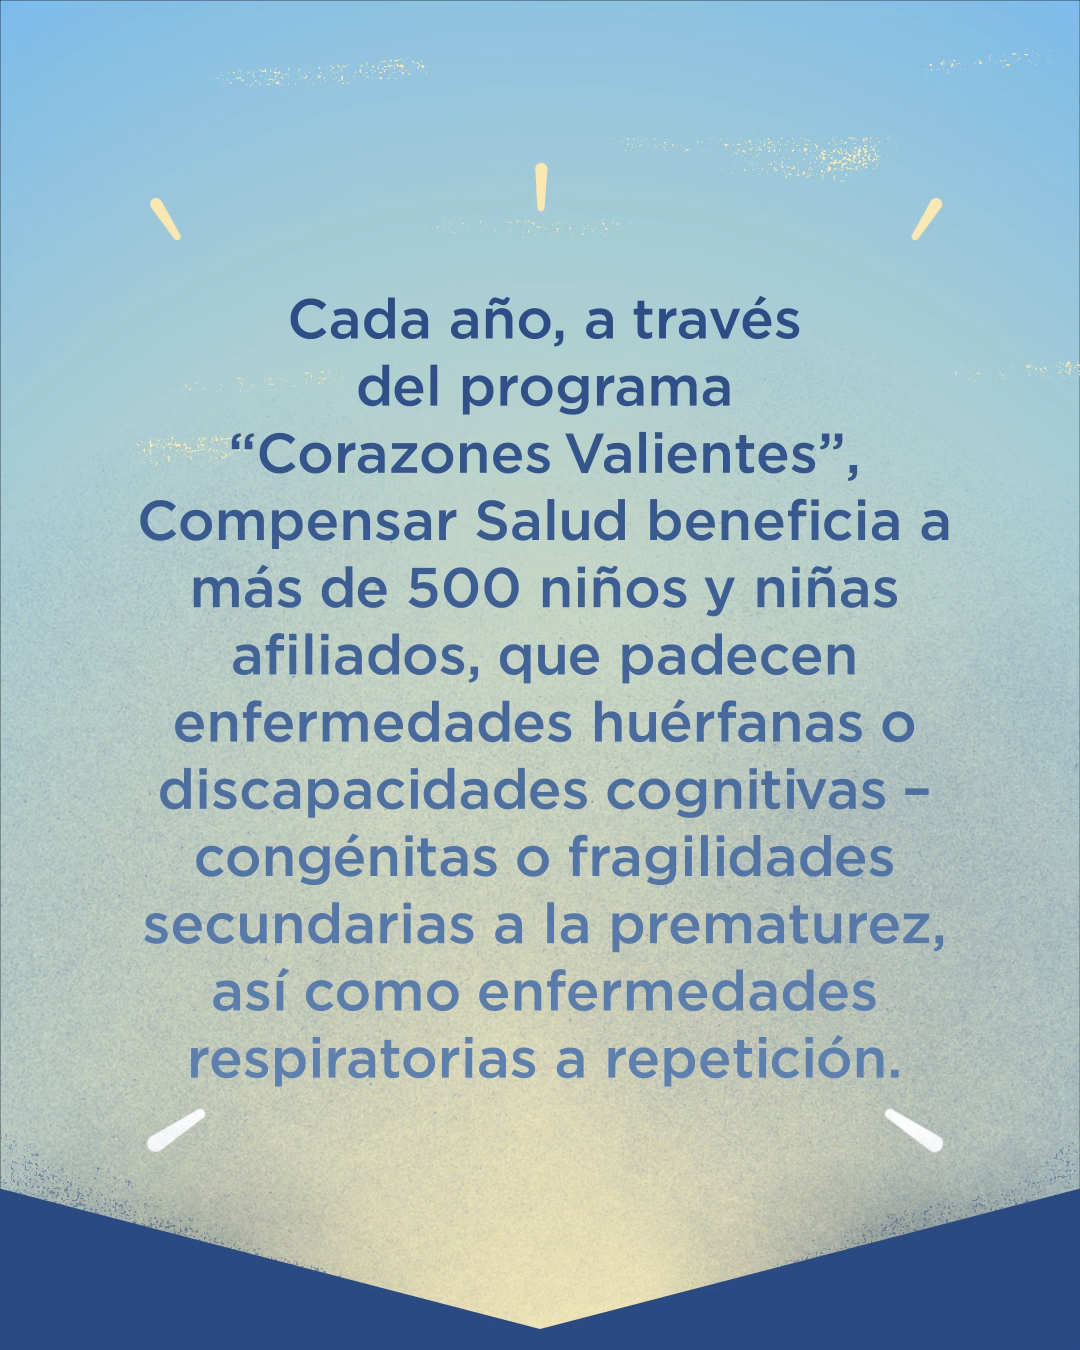 Cada año, a través
del programa
“Corazones Valientes”,
Compensar Salud beneficia a
más de 500 niños y niñas
afiliados, que padecen
enfermedades huérfanas o
discapacidades cognitivas –
congénitas o fragilidades
secundarias a la prematurez,
así como enfermedades
respiratorias a repetición.